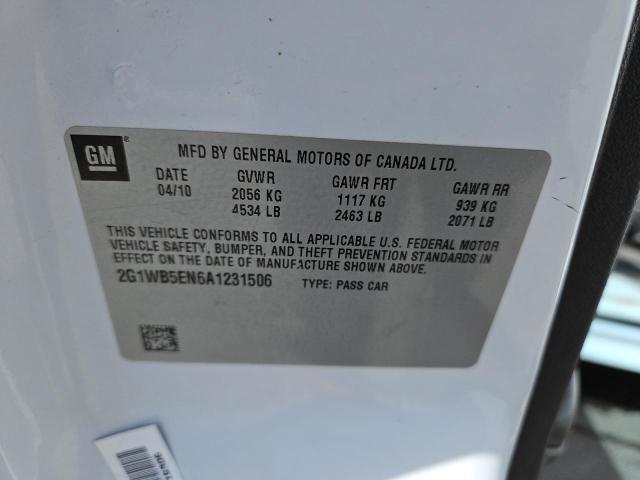 GM
®
MFD BY GENERAL MOTORS OF CANADA LTD.
DATE GVWR GAWR FRT GAWR RR
04/10 2056 KG 1117 KG 939 KG
4534 LB 2463 LB 2071 LB
THIS VEHICLE CONFORMS TO ALL APPLICABLE U.S. FEDERAL MOTOR
VEHICLE SAFETY, BUMPER, AND THEFT PREVENTION STANDARDS IN
EFFECT ON THE DATE OF MANUFACTURE SHOWN ABOVE.
2G1WB5EN6A1231506 TYPE: PASS CAR